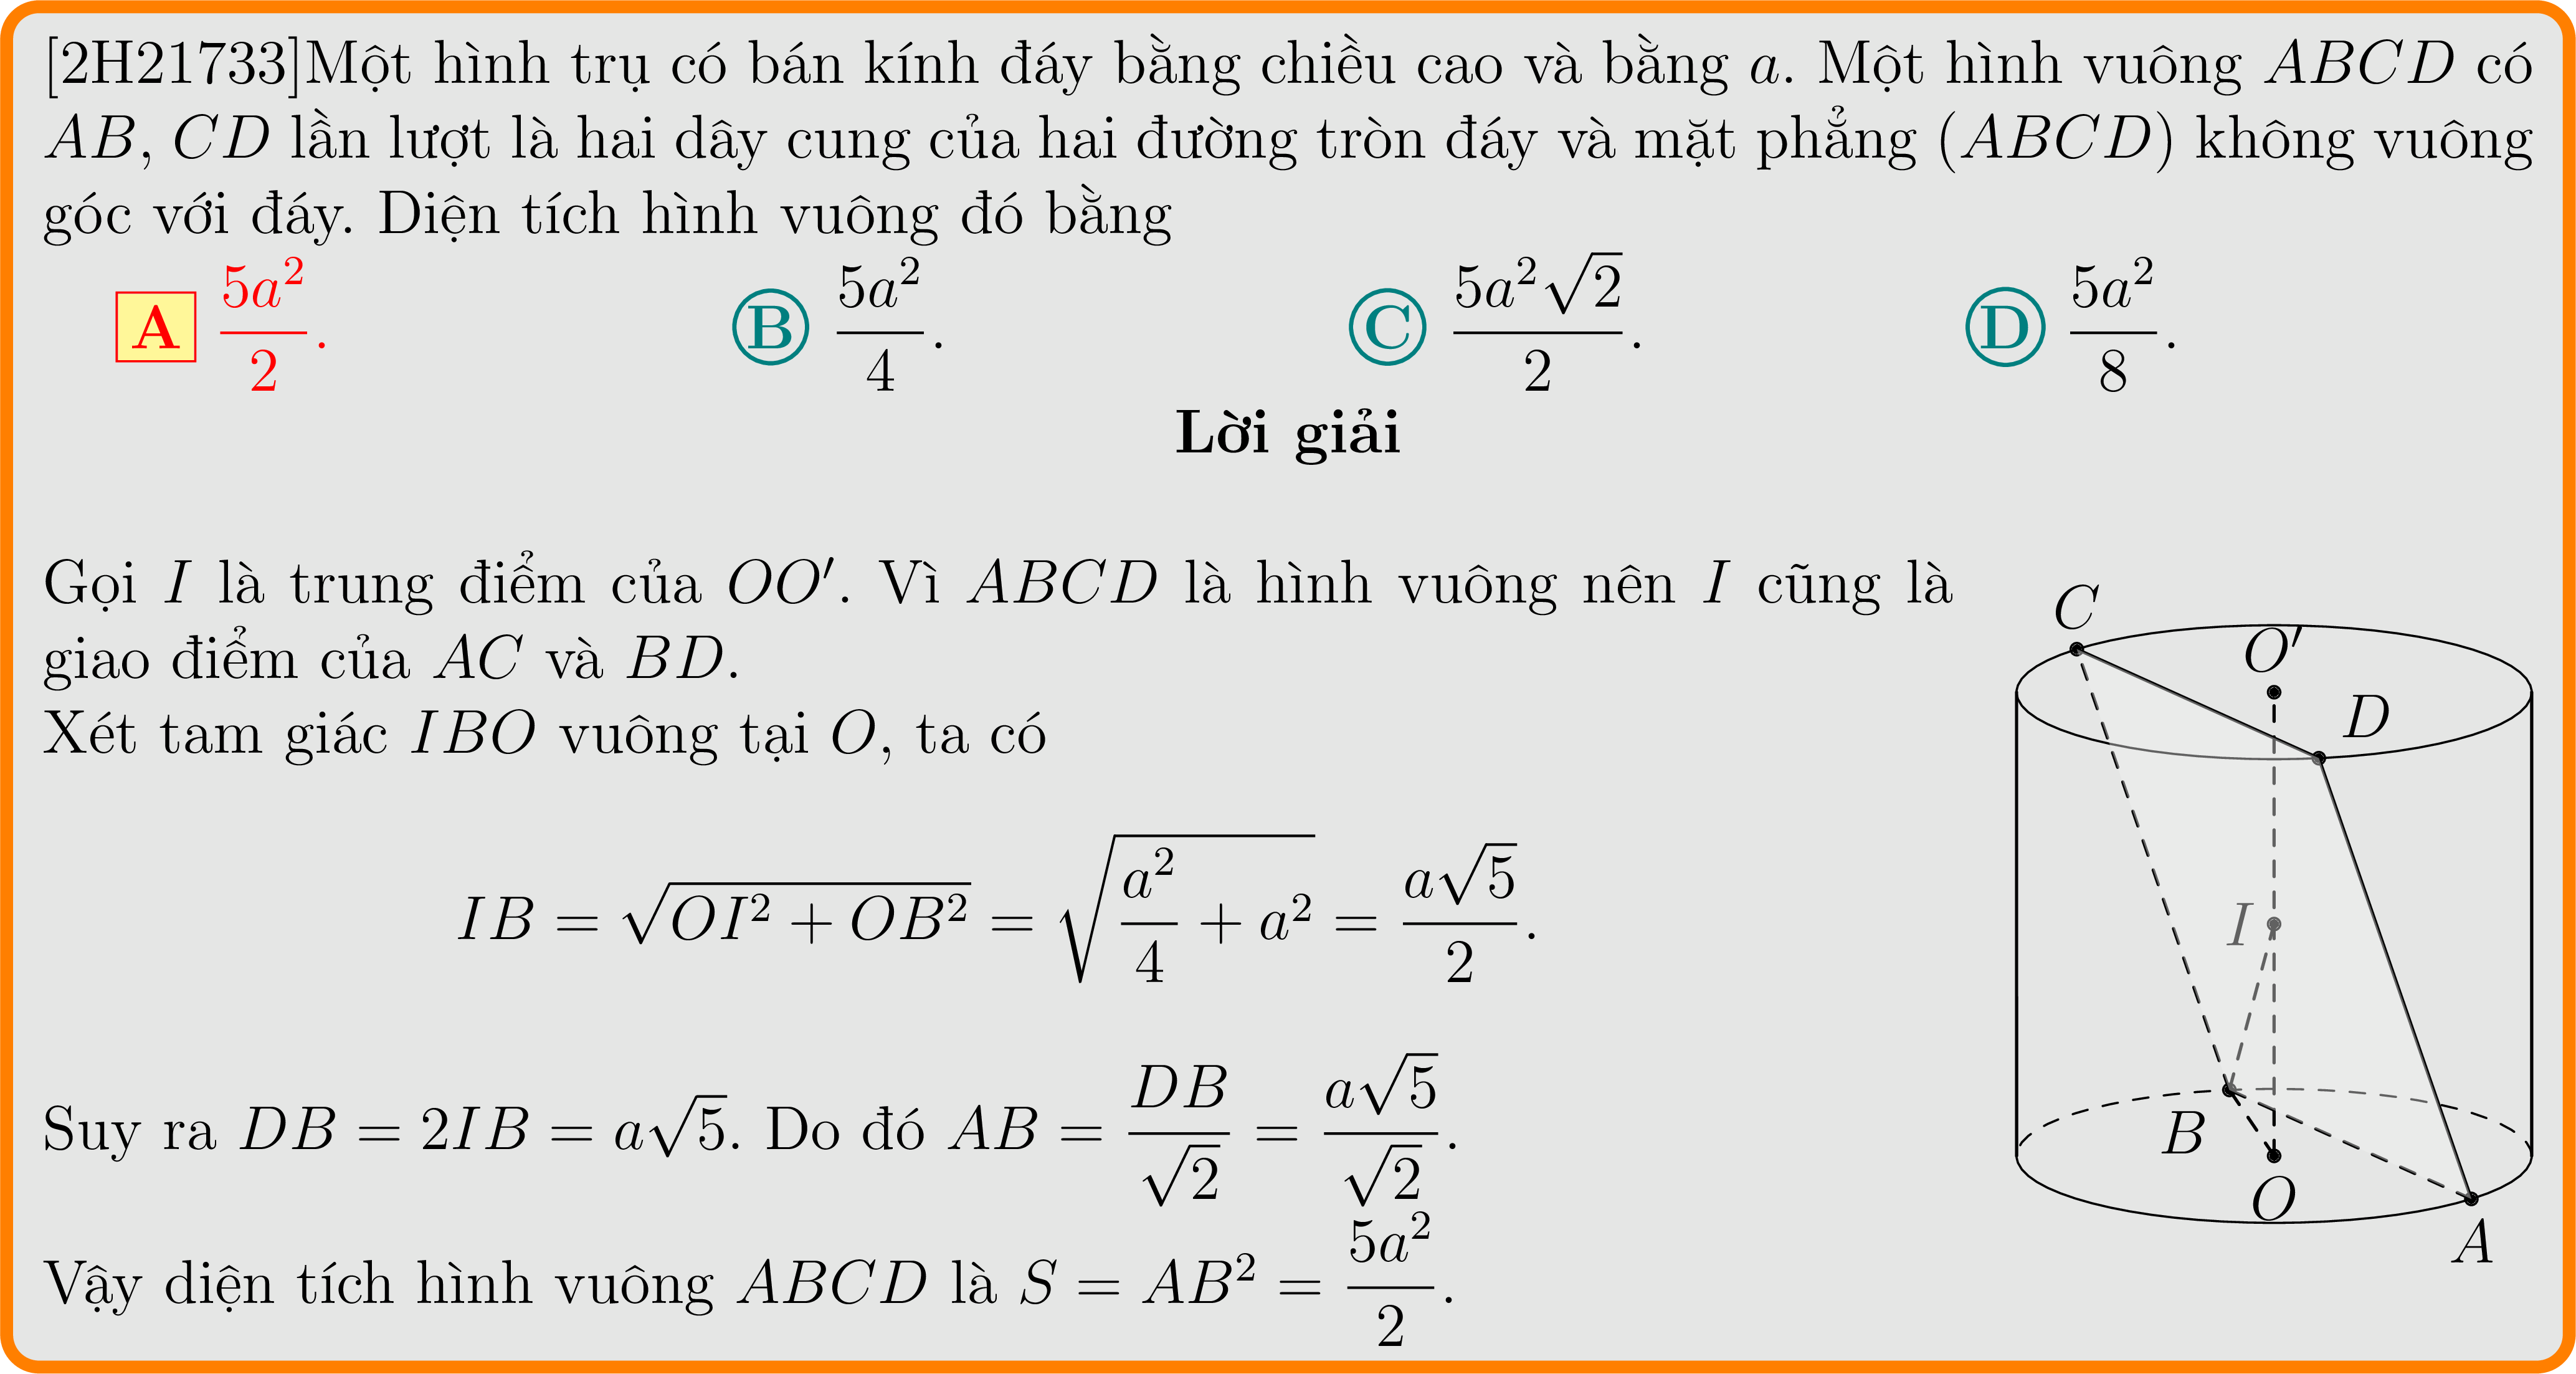 [2H21733]Một hình trụ có bán kính đáy bằng chiều cao và bằng a. Một hình vuông ABCD có
AB, CD lần lượt là hai dây cung của hai đường tròn đáy và mặt phẳng (ABCD) không vuông
góc với đáy. Diện tích hình vuông đó bằng
A $\frac{5a^2}{2}$. B $\frac{5a^2}{4}$. C $\frac{5a^2\sqrt{2}}{2}$. D $\frac{5a^2}{8}$.
Lời giải
Gọi I là trung điểm của OO′. Vì ABCD là hình vuông nên I cũng là
giao điểm của AC và BD.
Xét tam giác IBO vuông tại O, ta có
$IB = \sqrt{OI^2 + OB^2} = \sqrt{\frac{a^2}{4} + a^2} = \frac{a\sqrt{5}}{2}$.
Suy ra $DB = 2IB = a\sqrt{5}$. Do đó $AB = \frac{DB}{\sqrt{2}} = \frac{a\sqrt{5}}{\sqrt{2}}$.
Vậy diện tích hình vuông ABCD là $S = AB^2 = \frac{5a^2}{2}$.
C
O′
D
I
B
O
A